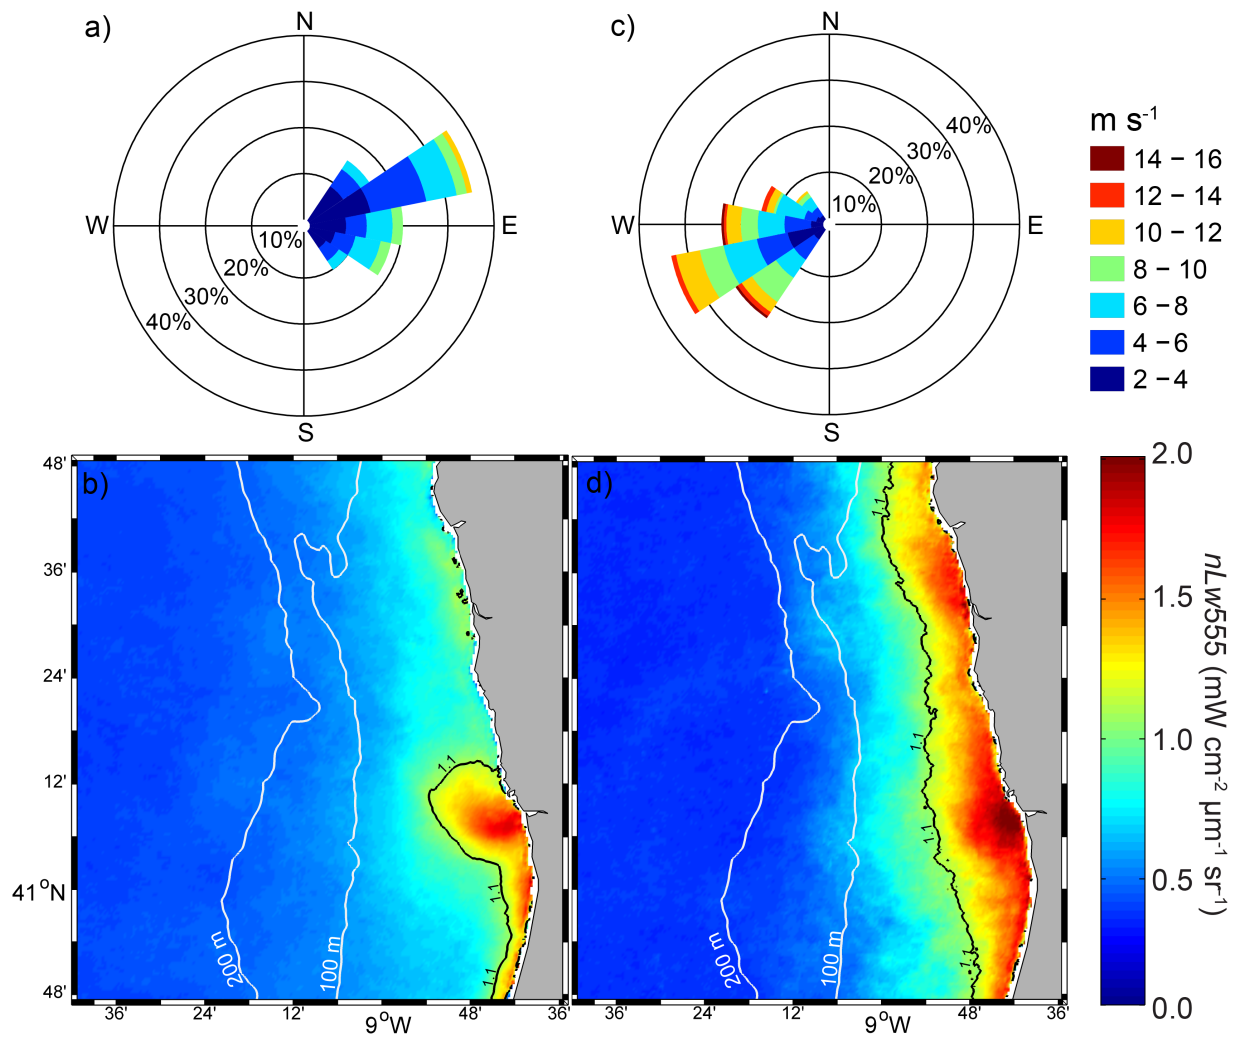 a)
N
W
E
S
10%
20%
30%
40%
c)
N
W
E
S
10%
20%
30%
40%
m s-1
14 − 16
12 − 14
10 − 12
8 − 10
6 − 8
4 − 6
2 − 4
b)
48'
36'
24'
12'
41 oN
48'
1.1
1.1
1.1
200 m
100 m
36'
24'
12'
9oW
48'
d)
1.1
1.1
1.1
1.1
200 m
100 m
36'
24'
12'
9oW
48'
36'
2.0
1.5
1.0
0.5
0.0
nLw555 (mW cm-2 µm-1 sr-1)